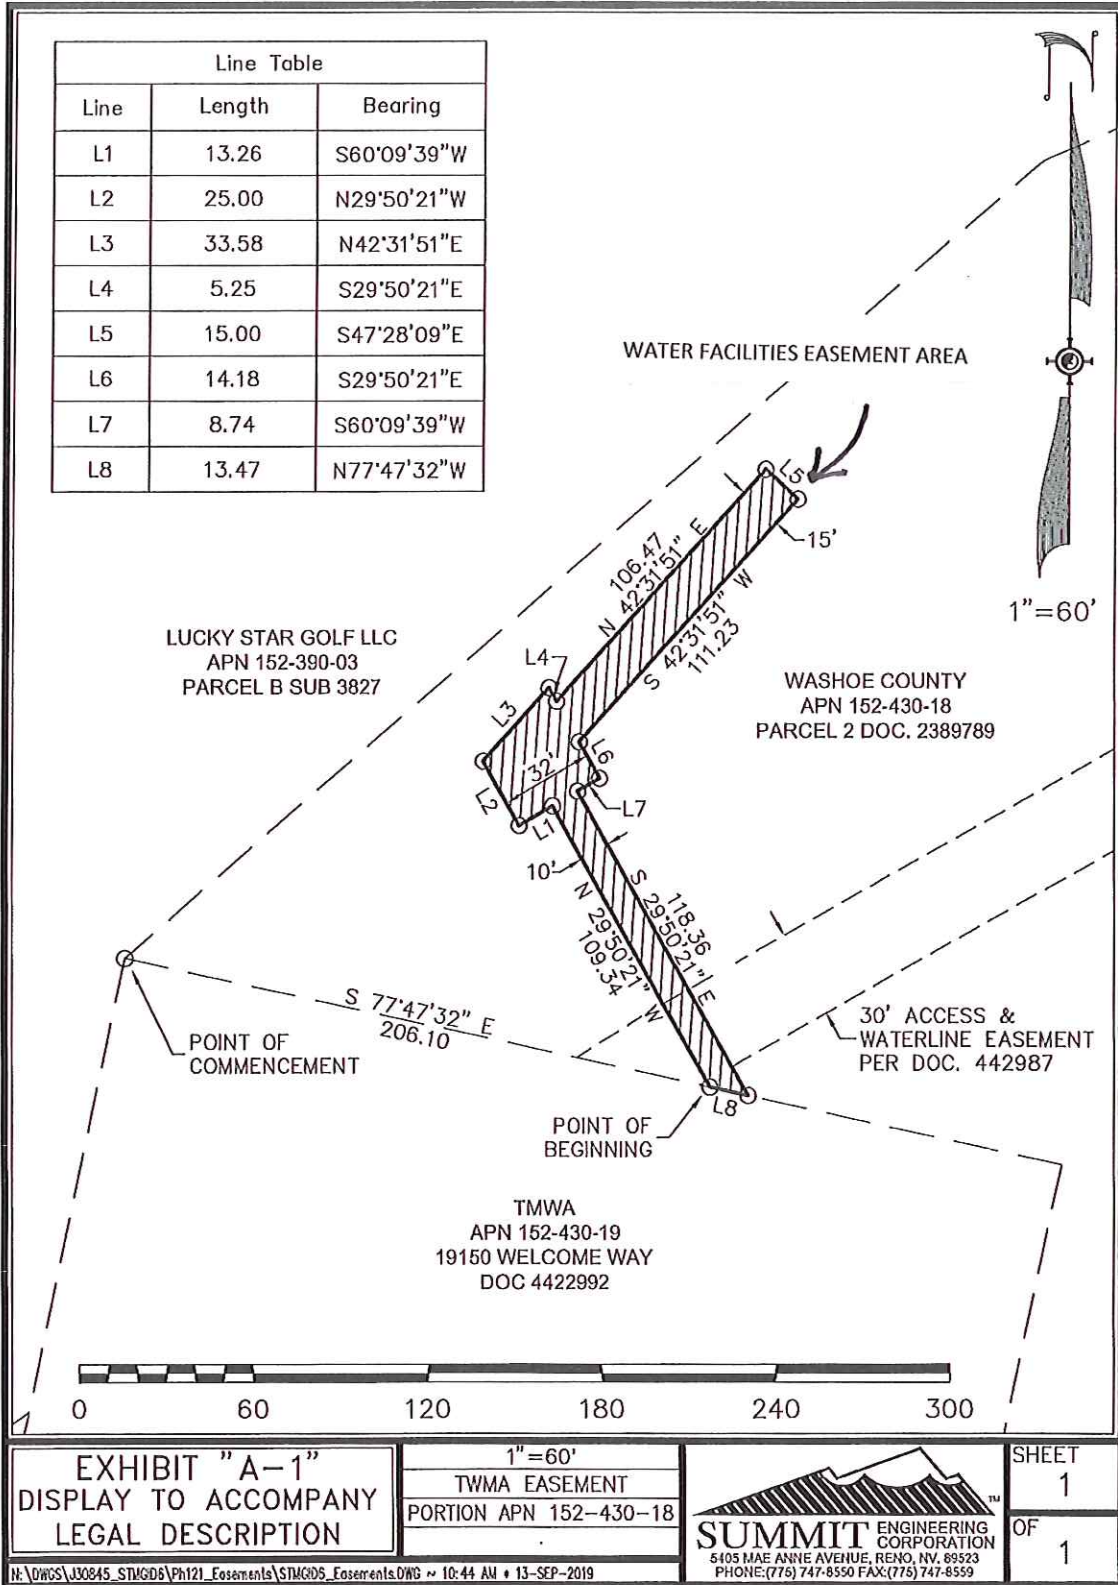 Line Table
Line Length Bearing
L1 13.26 S60°09'39"W
L2 25.00 N29°50'21"W
L3 33.58 N42°31'51"E
L4 5.25 S29°50'21"E
L5 15.00 S47°28'09"E
L6 14.18 S29°50'21"E
L7 8.74 S60°09'39"W
L8 13.47 N77°47'32"W
WATER FACILITIES EASEMENT AREA
1"=60'
L5
15'
106.47
N 42°31'51" E
S 42°31'51" W
111.23
LUCKY STAR GOLF LLC
APN 152-390-03
PARCEL B SUB 3827
WASHOE COUNTY
APN 152-430-18
PARCEL 2 DOC. 2389789
L4
L3
L6
32'
L2
L7
L1
10'
118.36
S 29°50'21" E
N 29°50'21" W
109.34
S 77°47'32" E
206.10
POINT OF
COMMENCEMENT
30' ACCESS &
WATERLINE EASEMENT
PER DOC. 442987
L8
POINT OF
BEGINNING
TMWA
APN 152-430-19
19150 WELCOME WAY
DOC 4422992
0 60 120 180 240 300
EXHIBIT "A-1"
DISPLAY TO ACCOMPANY
LEGAL DESCRIPTION
1"=60'
TWMA EASEMENT
PORTION APN 152-430-18
SUMMIT ENGINEERING CORPORATION TM
5405 MAE ANNE AVENUE, RENO, NV. 89523
PHONE:(775) 747-8550 FAX:(775) 747-8559
SHEET
1
OF
1
N:\DWGS\J30845_STMGID6\Ph121_Easements\STMGID6_Easements.DWG ~ 10:44 AM * 13-SEP-2019